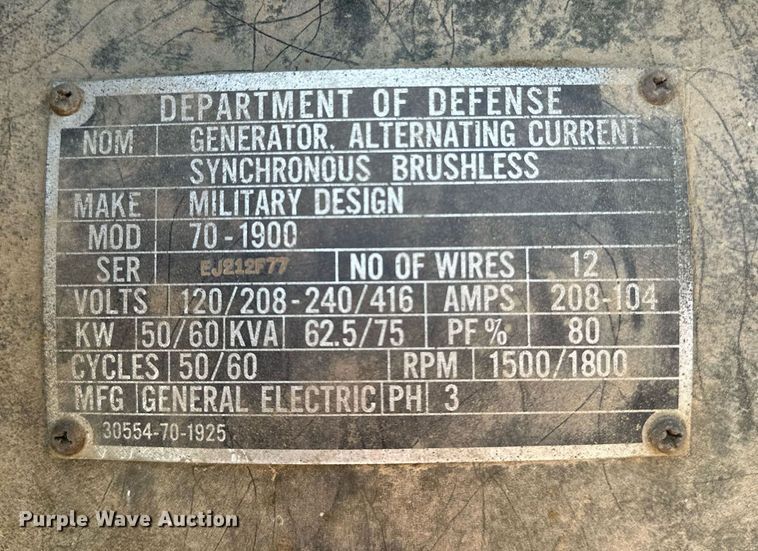 DEPARTMENT OF DEFENSE
NOM GENERATOR, ALTERNATING CURRENT
SYNCHRONOUS BRUSHLESS
MAKE MILITARY DESIGN
MOD 70-1900
SER EJ212F77 NO OF WIRES 12
VOLTS 120/208-240/416 AMPS 208-104
KW 50/60 KVA 62.5/75 PF% 80
CYCLES 50/60 RPM 1500/1800
MFG GENERAL ELECTRIC PH 3
30554-70-1925
Purple Wave Auction